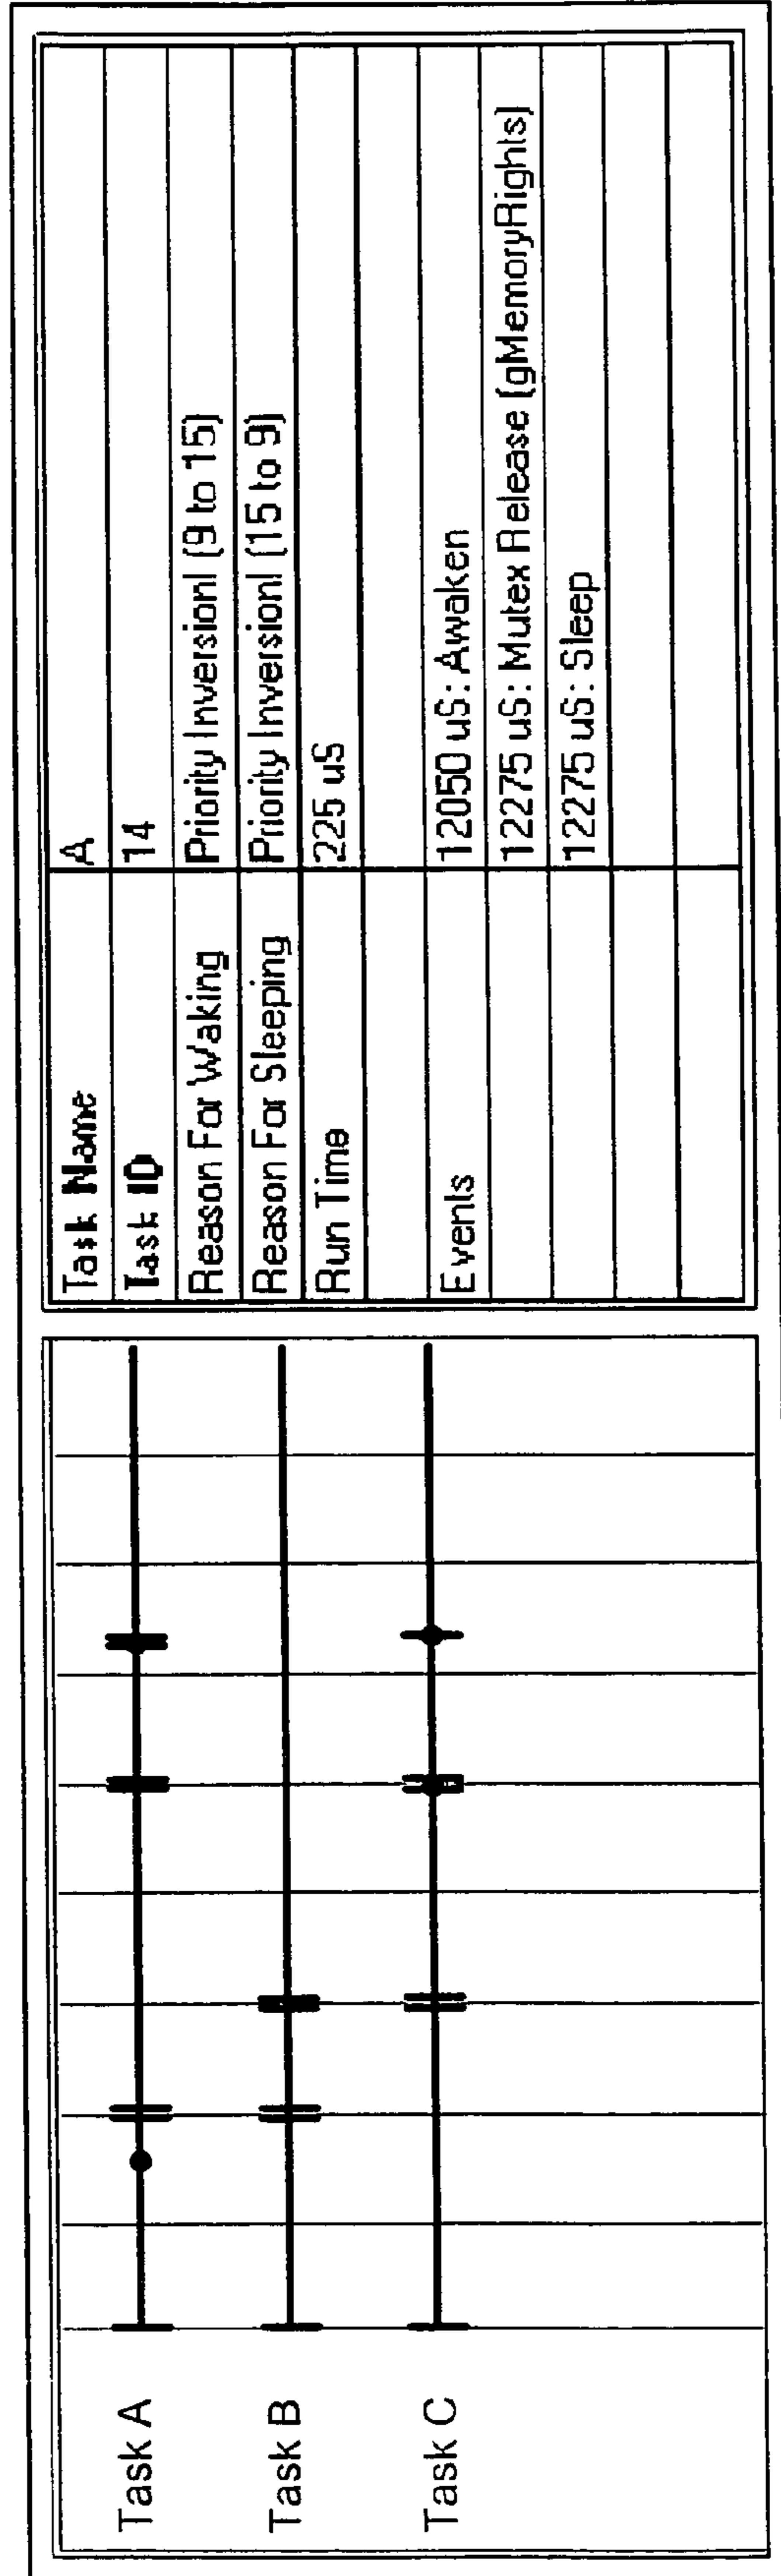 Task A
Task B
Task C
Task Name A
Task ID 14
Reason For Waking Priority Inversion! (9 to 15)
Reason For Sleeping Priority Inversion! (15 to 9)
Run Time 225 uS
Events 12050 uS: Awaken
12275 uS: Mutex Release (gMemoryRights)
12275 uS: Sleep